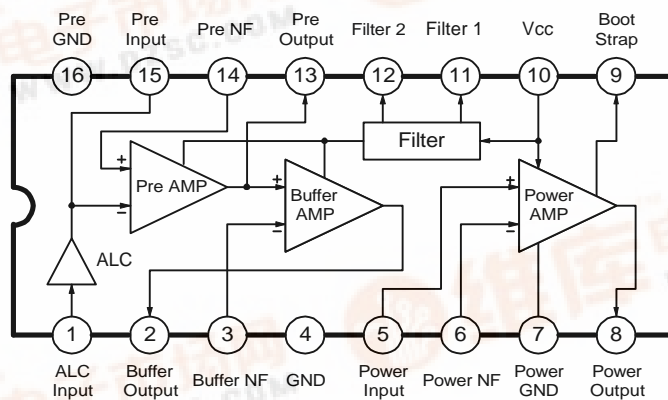 Pre GND
Pre Input
Pre NF
Pre Output
Filter 2
Filter 1
Vcc
Boot Strap
16
15
14
13
12
11
10
9
Filter
+
Pre AMP
−
+
Buffer AMP
−
+
Power AMP
−
ALC
1
2
3
4
5
6
7
8
ALC Input
Buffer Output
Buffer NF
GND
Power Input
Power NF
Power GND
Power Output